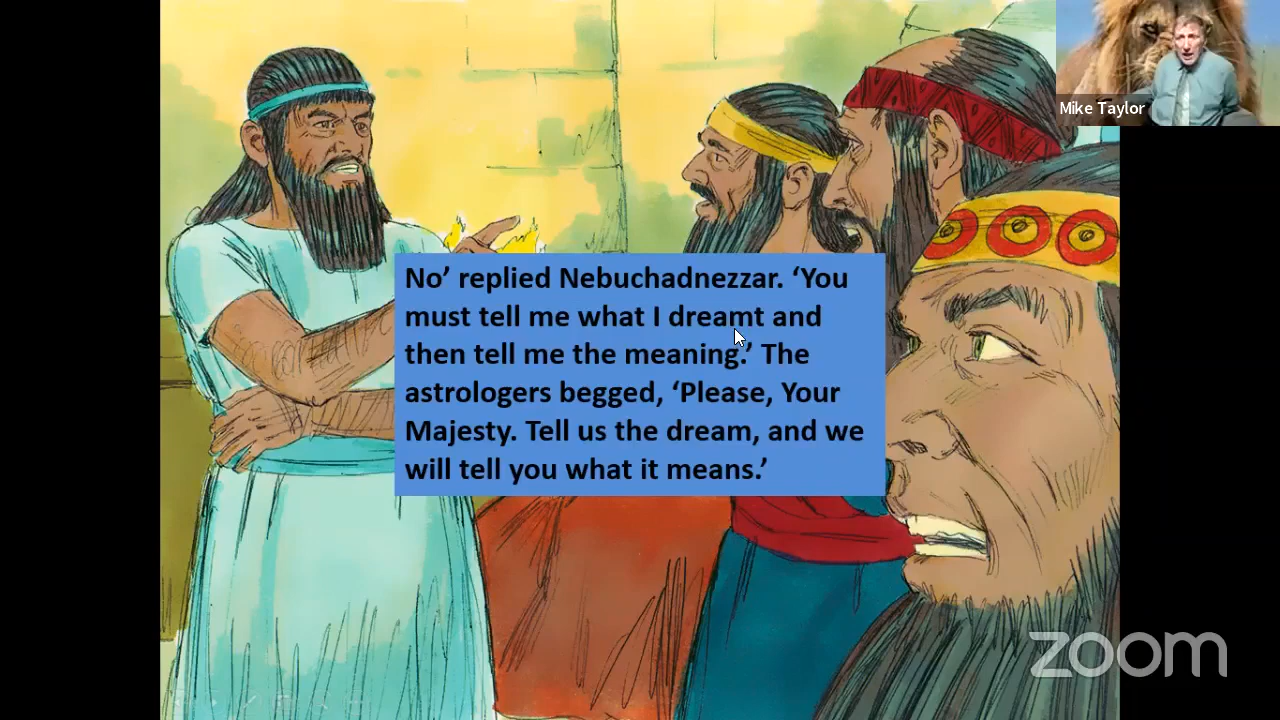 Mike Taylor
No’ replied Nebuchadnezzar. ‘You
must tell me what I dreamt and
then tell me the meaning.’ The
astrologers begged, ‘Please, Your
Majesty. Tell us the dream, and we
will tell you what it means.’
zoom